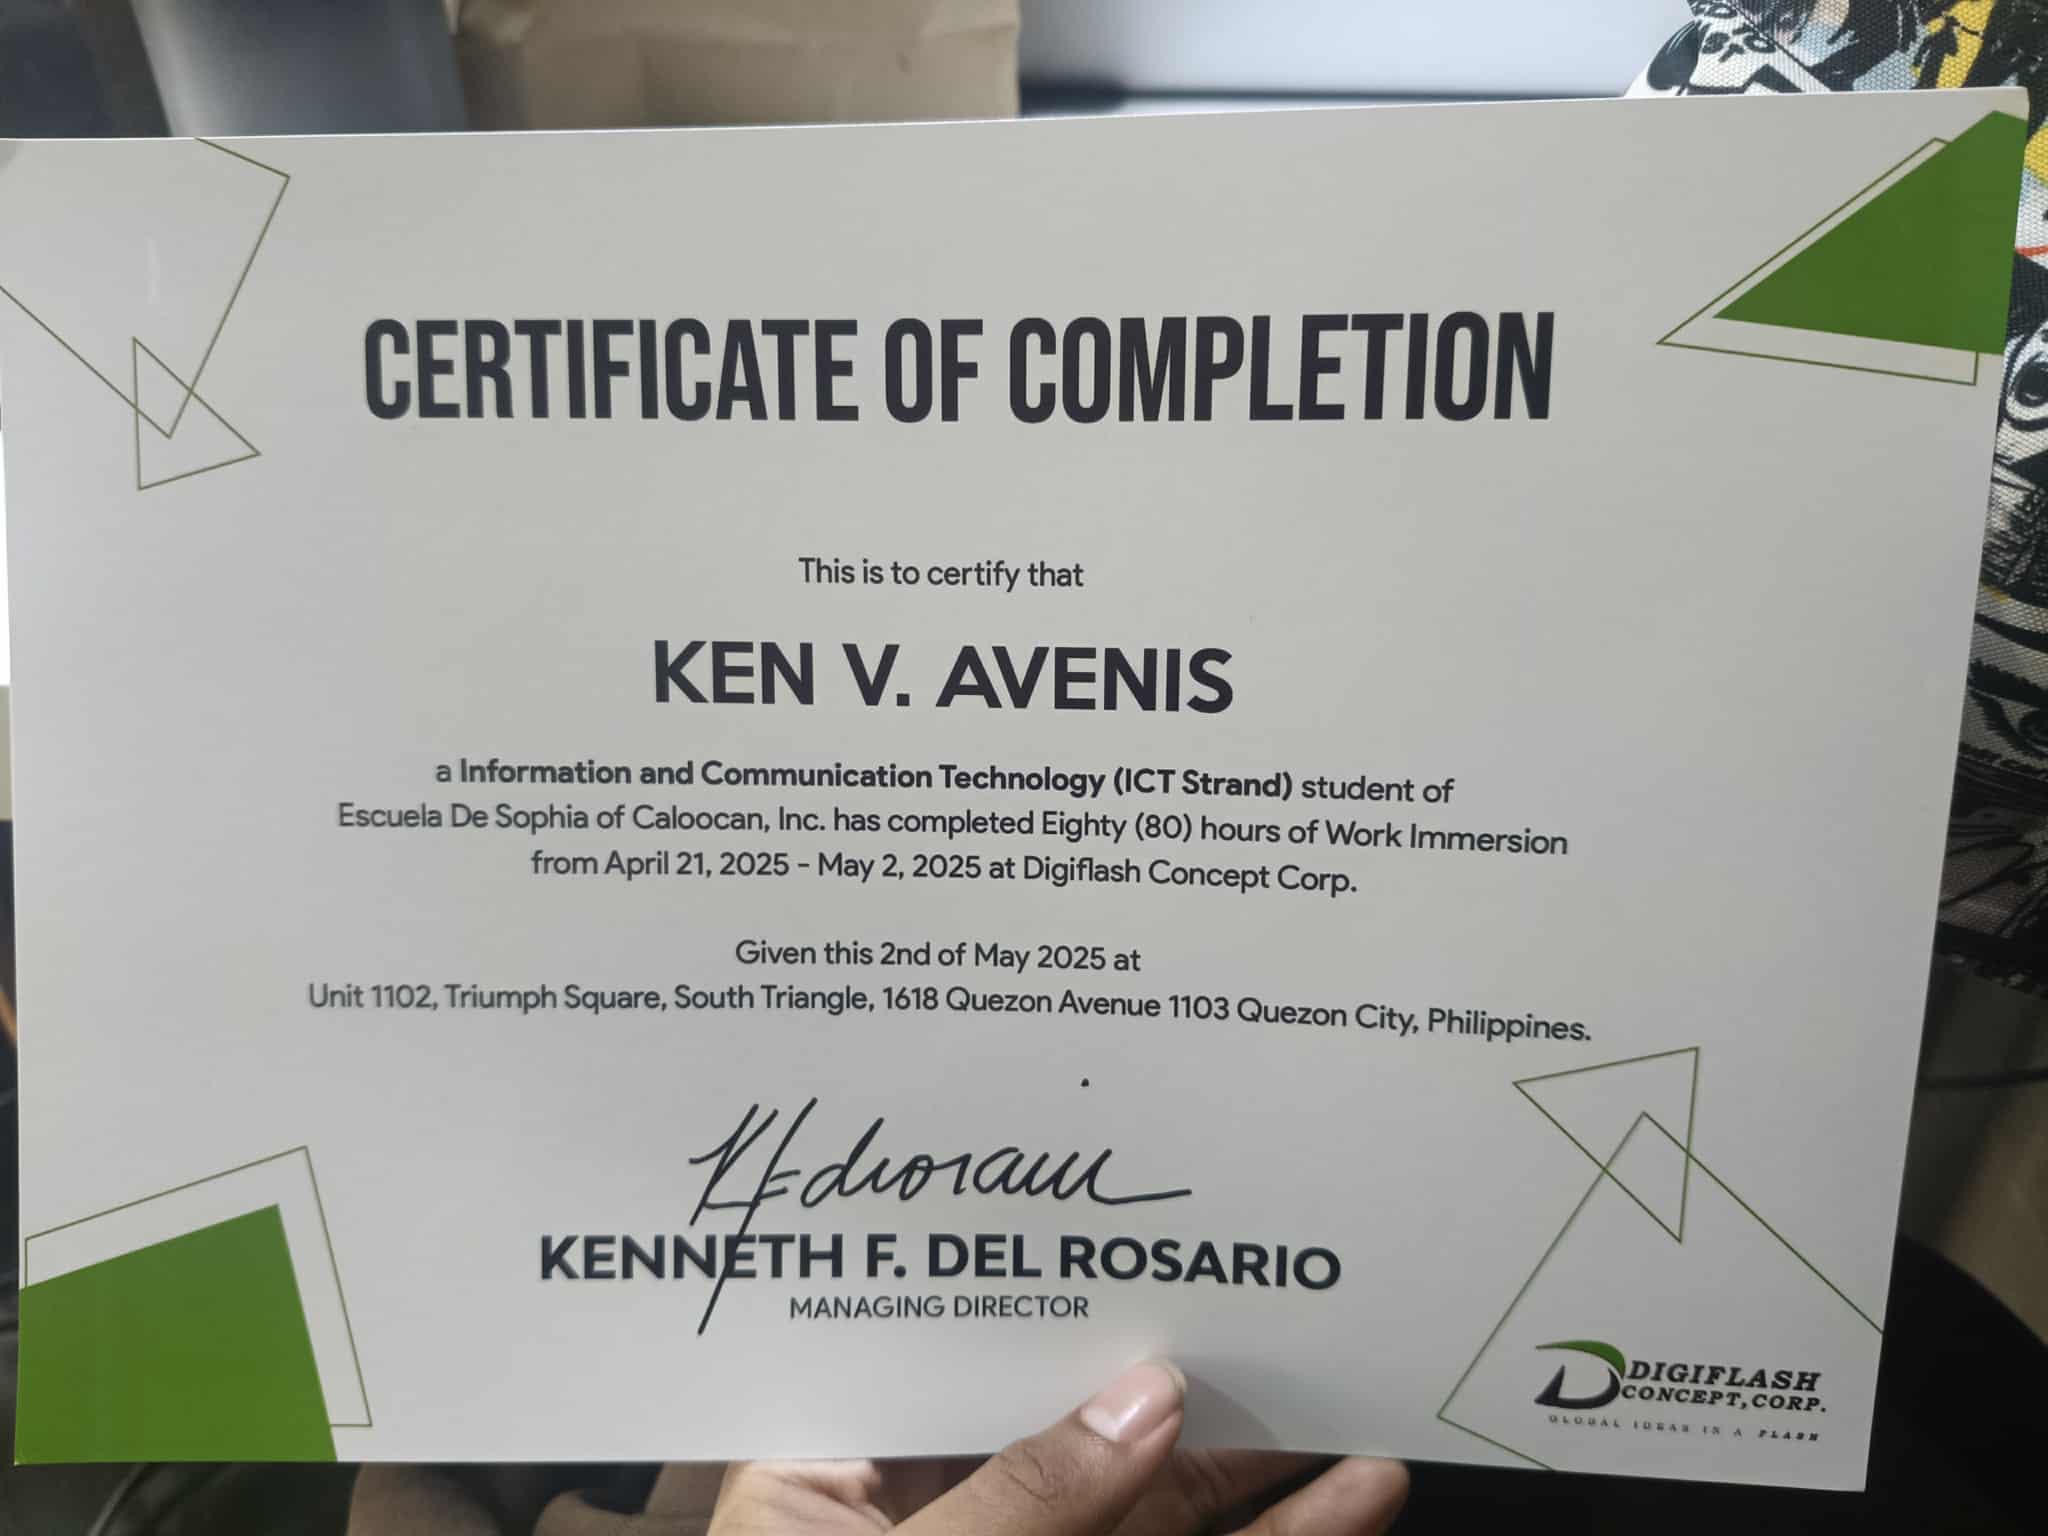 CERTIFICATE OF COMPLETION
This is to certify that
KEN V. AVENIS
a Information and Communication Technology (ICT Strand) student of
Escuela De Sophia of Caloocan, Inc. has completed Eighty (80) hours of Work Immersion
from April 21, 2025 - May 2, 2025 at Digiflash Concept Corp.
Given this 2nd of May 2025 at
Unit 1102, Triumph Square, South Triangle, 1618 Quezon Avenue 1103 Quezon City, Philippines.
KENNETH F. DEL ROSARIO
MANAGING DIRECTOR
DIGIFLASH
CONCEPT, CORP.
GLOBAL IDEAS IN A FLASH